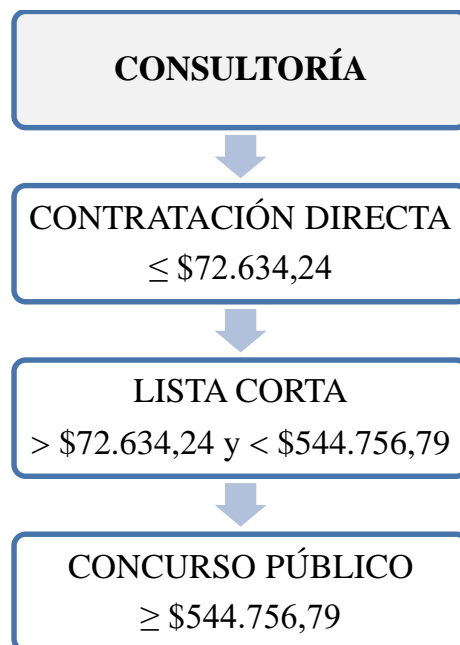 CONSULTORÍA
CONTRATACIÓN DIRECTA
≤ $72.634,24
LISTA CORTA
> $72.634,24 y < $544.756,79
CONCURSO PÚBLICO
≥ $544.756,79